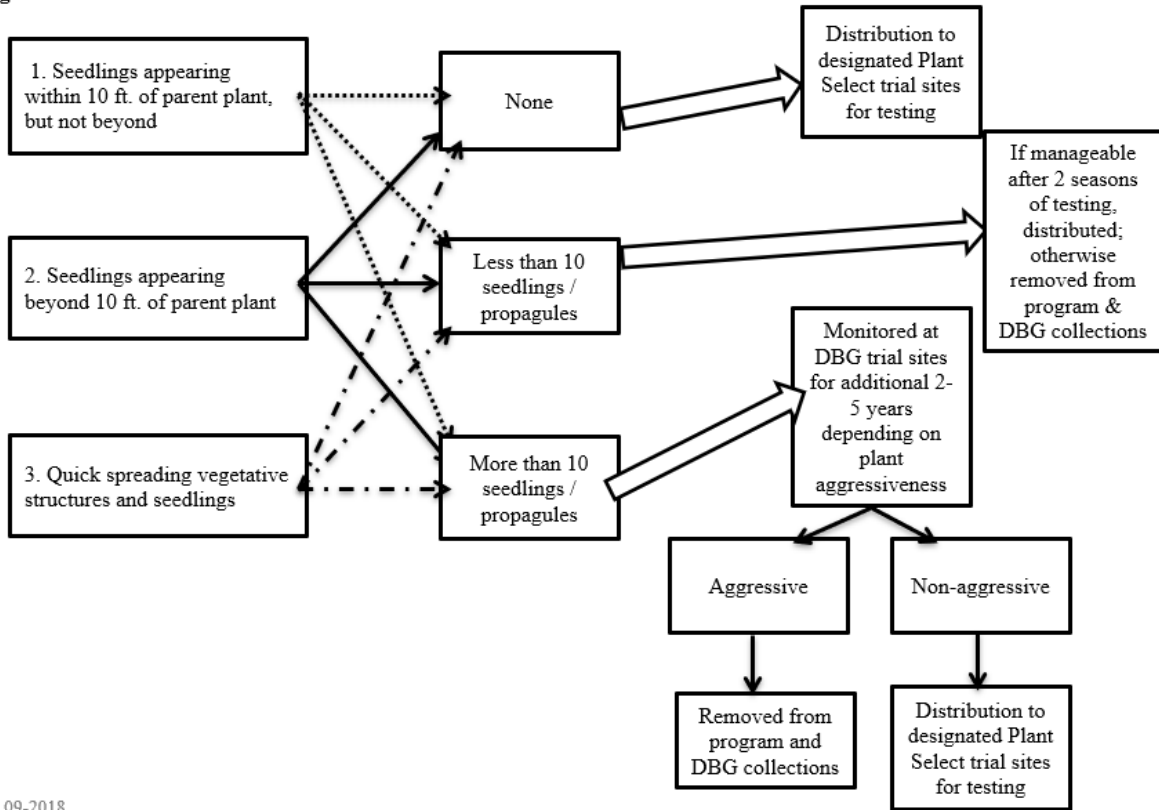 1. Seedlings appearing
within 10 ft. of parent plant,
but not beyond
2. Seedlings appearing
beyond 10 ft. of parent plant
3. Quick spreading vegetative
structures and seedlings
None
Less than 10
seedlings /
propagules
More than 10
seedlings /
propagules
Distribution to
designated Plant
Select trial sites
for testing
If manageable
after 2 seasons
of testing,
distributed;
otherwise
removed from
program &
DBG collections
Monitored at
DBG trial sites
for additional 2-
5 years
depending on
plant
aggressiveness
Aggressive
Non-aggressive
Removed from
program and
DBG collections
Distribution to
designated Plant
Select trial sites
for testing
09-2018